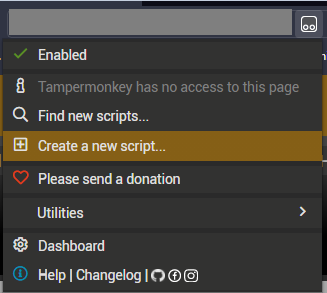 Enabled
Tampermonkey has no access to this page
Find new scripts...
Create a new script...
Please send a donation
Utilities
Dashboard
Help | Changelog |